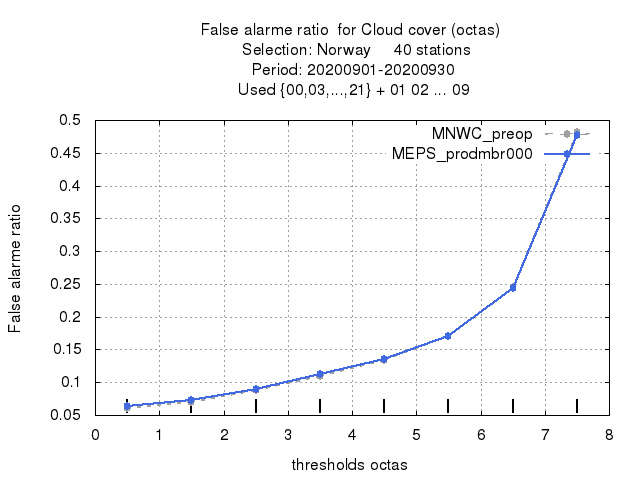 False alarme ratio  for Cloud cover (octas)
Selection: Norway     40 stations
Period: 20200901-20200930
Used {00,03,...,21} + 01 02 ... 09
MNWC_preop
MEPS_prodmbr000
False alarme ratio
0.5
0.45
0.4
0.35
0.3
0.25
0.2
0.15
0.1
0.05
0 1 2 3 4 5 6 7 8
thresholds octas